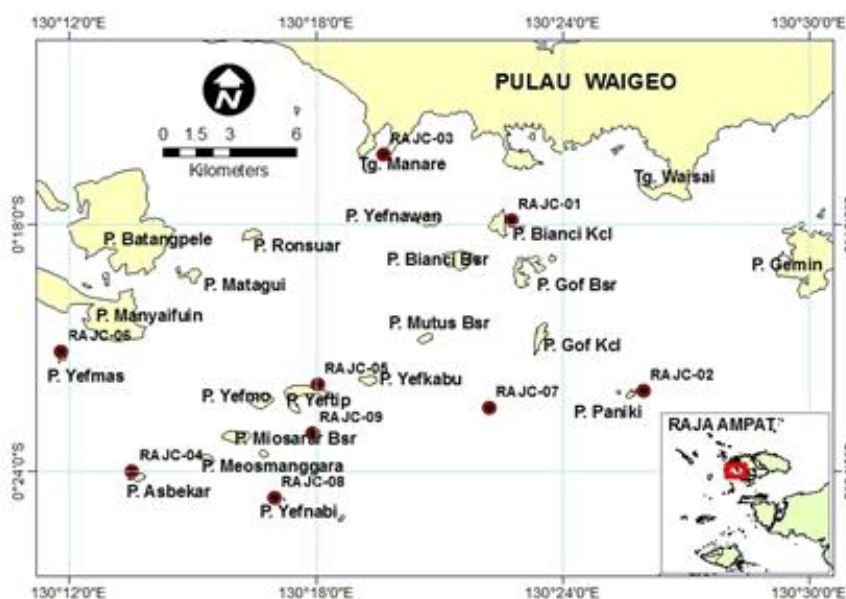 130°12'0"E 130°18'0"E 130°24'0"E 130°30'0"E
PULAU WAIGEO
N
0 1.5 3 6
Kilometers
RAJC-03
Tg. Manare
Tg. Waisai
P. Yefnawan
RAJC-01
0°18'0"S
P. Batangpele
P. Ronsuar
P. Bianci Kcl
P. Bianci Bsr
P. Gemin
P. Matagui
P. Gof Bsr
P. Manyaifuin
P. Mutus Bsr
RAJC-06
P. Gof Kcl
P. Yefmas
RAJC-05
P. Yefkabu
RAJC-02
P. Yefmo
P. Yeftip
RAJC-07
P. Paniki
RAJC-09
RAJA AMPAT
P. Miosarar Bsr
RAJC-04
P. Meosmanggara
0°24'0"S
P. Asbekar
RAJC-08
P. Yefnabi
130°12'0"E 130°18'0"E 130°24'0"E 130°30'0"E